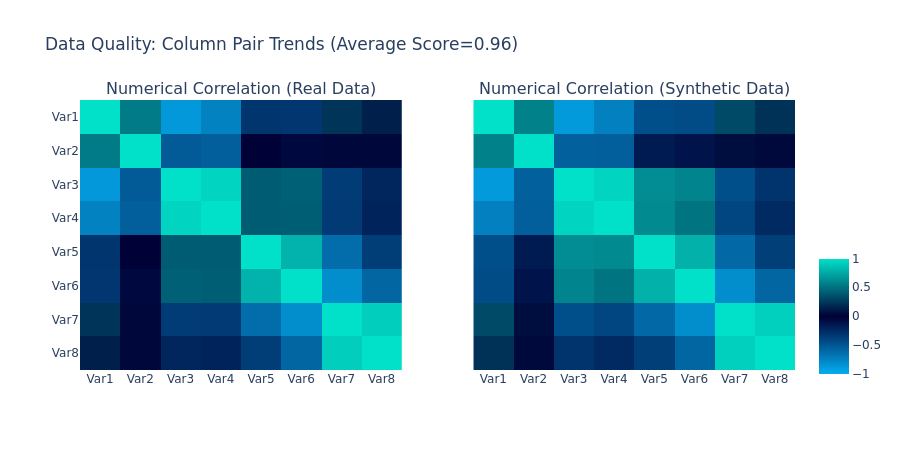 Data Quality: Column Pair Trends (Average Score=0.96)
Numerical Correlation (Real Data)
Numerical Correlation (Synthetic Data)
Var1
Var2
Var3
Var4
Var5
Var6
Var7
Var8
Var1 Var2 Var3 Var4 Var5 Var6 Var7 Var8
Var1 Var2 Var3 Var4 Var5 Var6 Var7 Var8
1
0.5
0
−0.5
−1